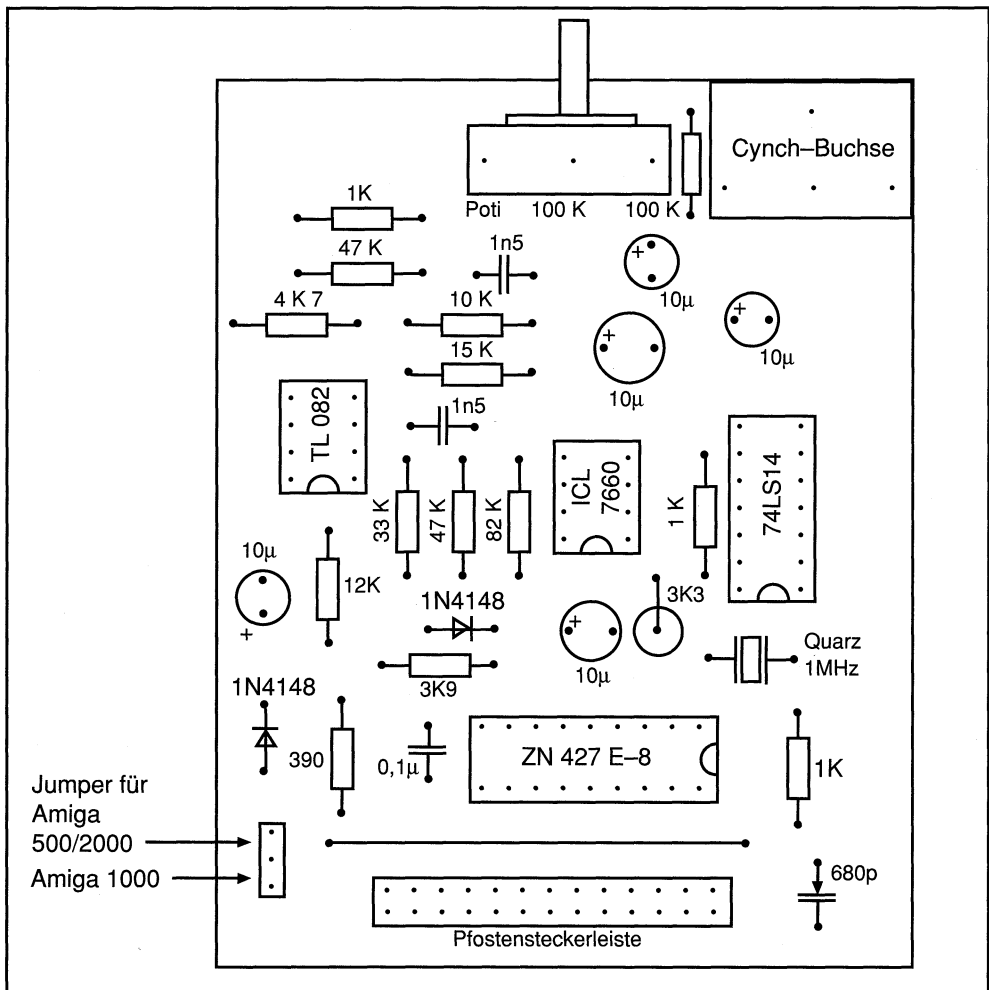 Cynch–Buchse
Poti 100 K 100 K
1K
47 K
1n5
+
10µ
4 K 7
10 K
+
10µ
15 K
+
10µ
1n5
TL 082
33 K
47 K
82 K
ICL
7660
1 K
74LS14
10µ
+
12K
1N4148
3K3
+
10µ
Quarz
1MHz
3K9
1N4148
390
0,1µ
ZN 427 E–8
1K
Jumper für
Amiga
500/2000
Amiga 1000
680p
Pfostensteckerleiste